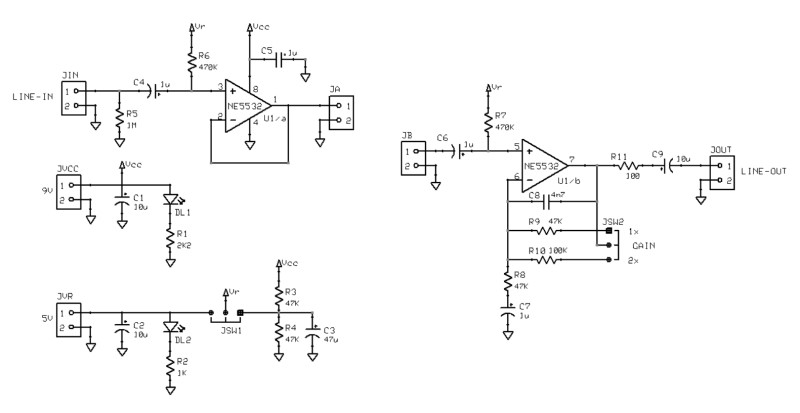 Vr
Vcc
R6
470K
C5
1u
JIN
1
2
LINE-IN
C4
1u
R5
1M
3
8
2
4
1
NE5532
U1/a
JA
1
2
JVCC
1
2
9V
Vcc
C1
10u
DL1
R1
2K2
JVR
1
2
5V
C2
10u
DL2
R2
1K
Vr
JSW1
Vcc
R3
47K
R4
47K
C3
47u
Vr
R7
470K
JB
1
2
C6
1u
5
6
7
NE5532
U1/b
C8
4n7
R9
47K
R10
100K
JSW2
1x
GAIN
2x
R8
47K
C7
1u
R11
100
C9
10u
JOUT
1
2
LINE-OUT